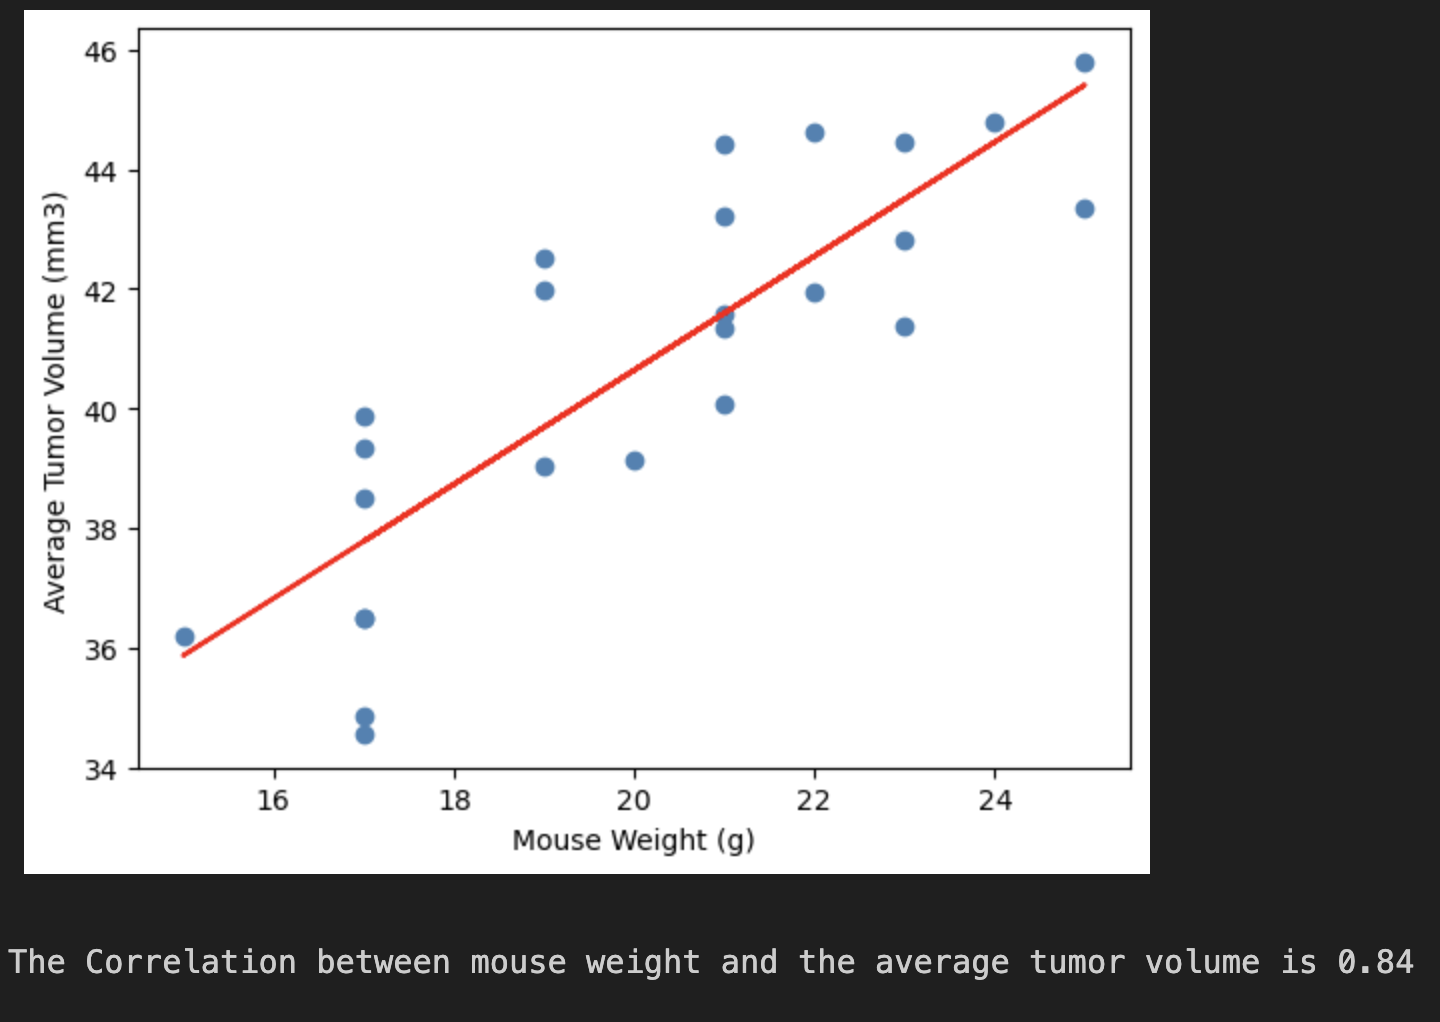 46
44
42
40
38
36
34
Average Tumor Volume (mm3)
16 18 20 22 24
Mouse Weight (g)
The Correlation between mouse weight and the average tumor volume is 0.84